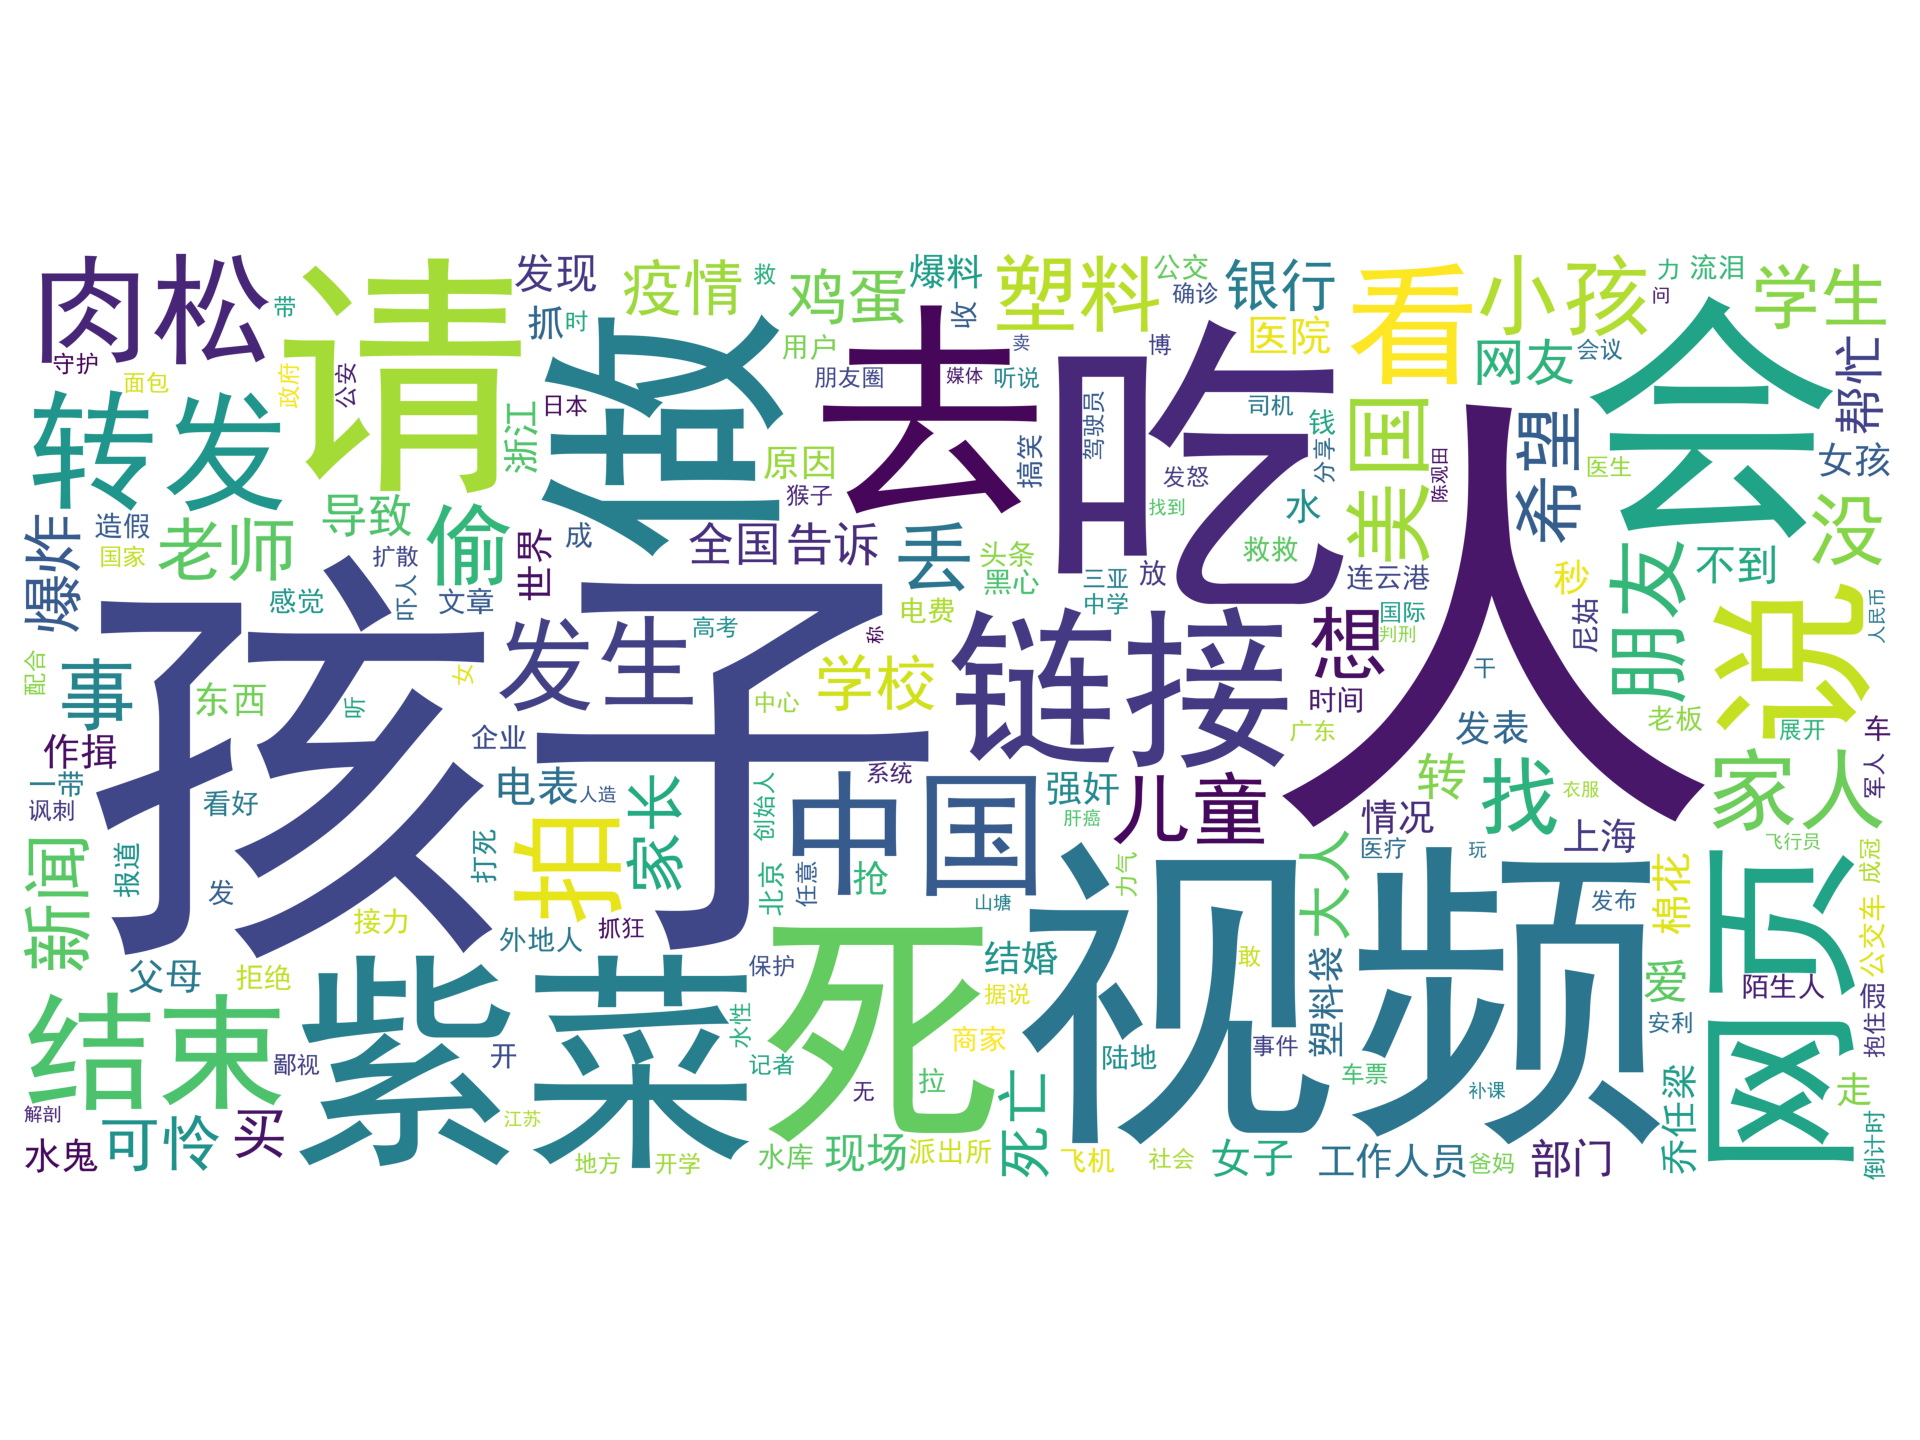 肉松
带
请
发现
疫情
救
鸡蛋
爆料
塑料
公交
确诊
银行
看
小孩
力
流泪
问
学生
守护
面包
政府
公安
抓
时
做
用户
去
收
卖
博
吃
医院
网友
会议
会
帮忙
转发
日本
浙江
朋友圈
媒体
听说
驾驶员
司机
钱
美国
人
希望
医生
女孩
原因
猴子
搞笑
发怒
分享
陈观田
找到
水
没
爆炸
造假
国家
老师
导致
扩散
偷
世界
成
全国
告诉
丢
头条
黑心
三亚
中学
放
救救
连云港
国际
判刑
秒
尼姑
朋友
不到
说
人民币
感觉
吓人
文章
孩子
高考
称
电费
链接
想
干
配合
事
东西
听
女
发生
中心
学校
时间
广东
发表
老板
展开
车
作揖
一带
讽刺
看好
企业
电表
人造
家长
创始人
系统
中国
强奸
肝癌
儿童
转
找
衣服
家人
军人
新闻
报道
发
打死
拍
北京
任意
抢
山塘
力气
情况
医疗
玩
上海
大人
飞行员
成冠
接力
外地人
抓狂
视频
发布
棉花
网页
公交车
父母
拒绝
紫菜
保护
死
结婚
据说
敢
塑料袋
爱
陌生人
结束
鄙视
开
水性
记者
商家
陆地
事件
安利
抱住假
解剖
水鬼
可怜
买
江苏
无
拉
死亡
车票
补课
乔任梁
走
倒计时
地方
开学
水库
现场
派出所
飞机
社会
女子
工作人员
爸妈
部门